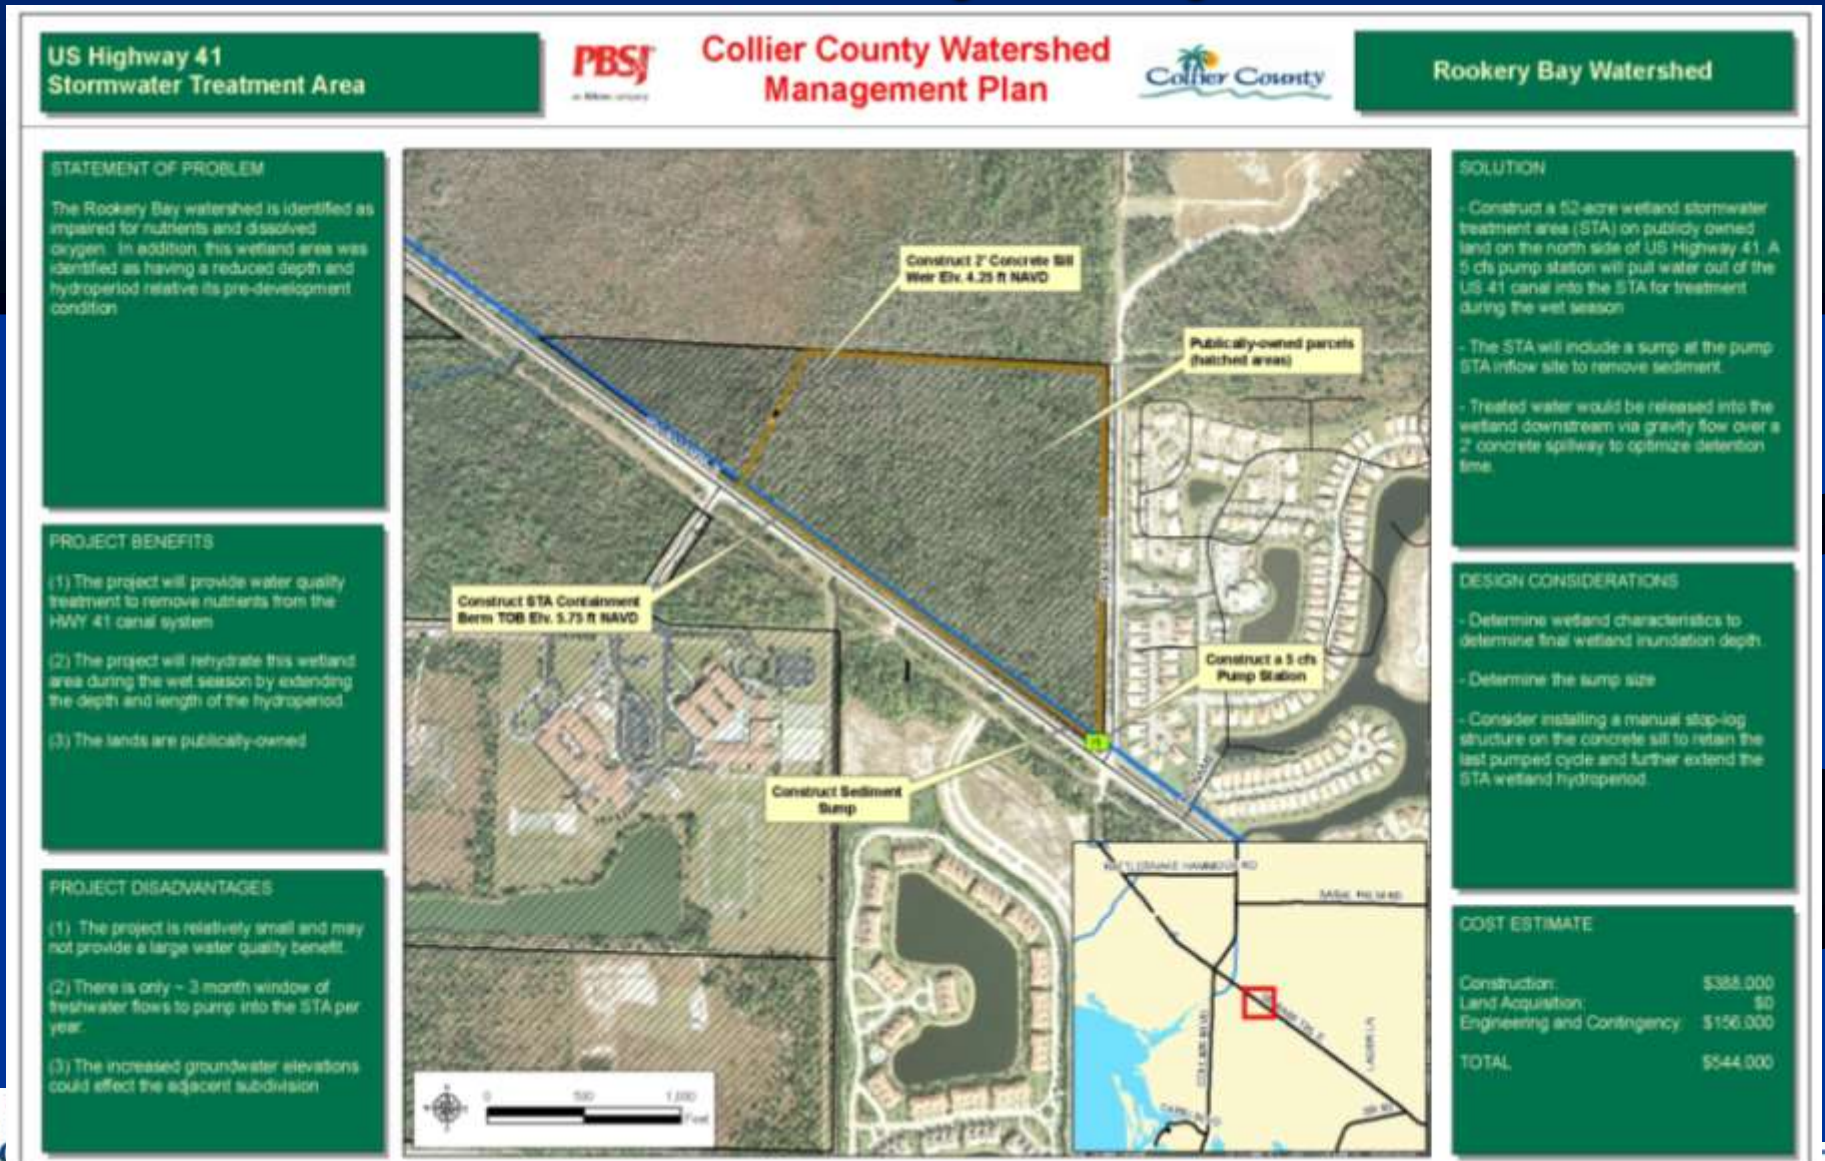 US Highway 41
Stormwater Treatment Area
PBSJ
Collier County Watershed
Management Plan
Collier County
Rookery Bay Watershed
STATEMENT OF PROBLEM
The Rookery Bay watershed is identified as
impaired for nutrients and dissolved
oxygen. In addition, this wetland area was
identified as having a reduced depth and
hydroperiod relative its pre-development
condition
PROJECT BENEFITS
(1) The project will provide water quality
treatment to remove nutrients from the
HWY 41 canal system
(2) The project will rehydrate this wetland
area during the wet season by extending
the depth and length of the hydroperiod.
(3) The lands are publically-owned
PROJECT DISADVANTAGES
(1) The project is relatively small and may
not provide a large water quality benefit.
(2) There is only ~ 3 month window of
freshwater flows to pump into the STA per
year.
(3) The increased groundwater elevations
could effect the adjacent subdivision
Construct 2' Concrete Sill
Weir Elv. 4.25 ft NAVD
Publically-owned parcels
(hatched areas)
Construct STA Containment
Berm TOB Elv. 5.75 ft NAVD
Construct a 5 cfs
Pump Station
Construct Sediment
Sump
0 500 1,000
Feet
RATTLESNAKE HAMMOCK RD
SABAL PALM RD
COLLIER BLVD
SOLUTION
- Construct a 52-acre wetland stormwater
treatment area (STA) on publicly owned
land on the north side of US Highway 41. A
5 cfs pump station will pull water out of the
US 41 canal into the STA for treatment
during the wet season
- The STA will include a sump at the pump
STA inflow site to remove sediment.
- Treated water would be released into the
wetland downstream via gravity flow over a
2' concrete spillway to optimize detention
time.
DESIGN CONSIDERATIONS
- Determine wetland characteristics to
determine final wetland inundation depth.
- Determine the sump size
- Consider installing a manual stop-log
structure on the concrete sill to retain the
last pumped cycle and further extend the
STA wetland hydroperiod.
COST ESTIMATE
Construction: $388,000
Land Acquisition: $0
Engineering and Contingency: $156,000
TOTAL $544,000